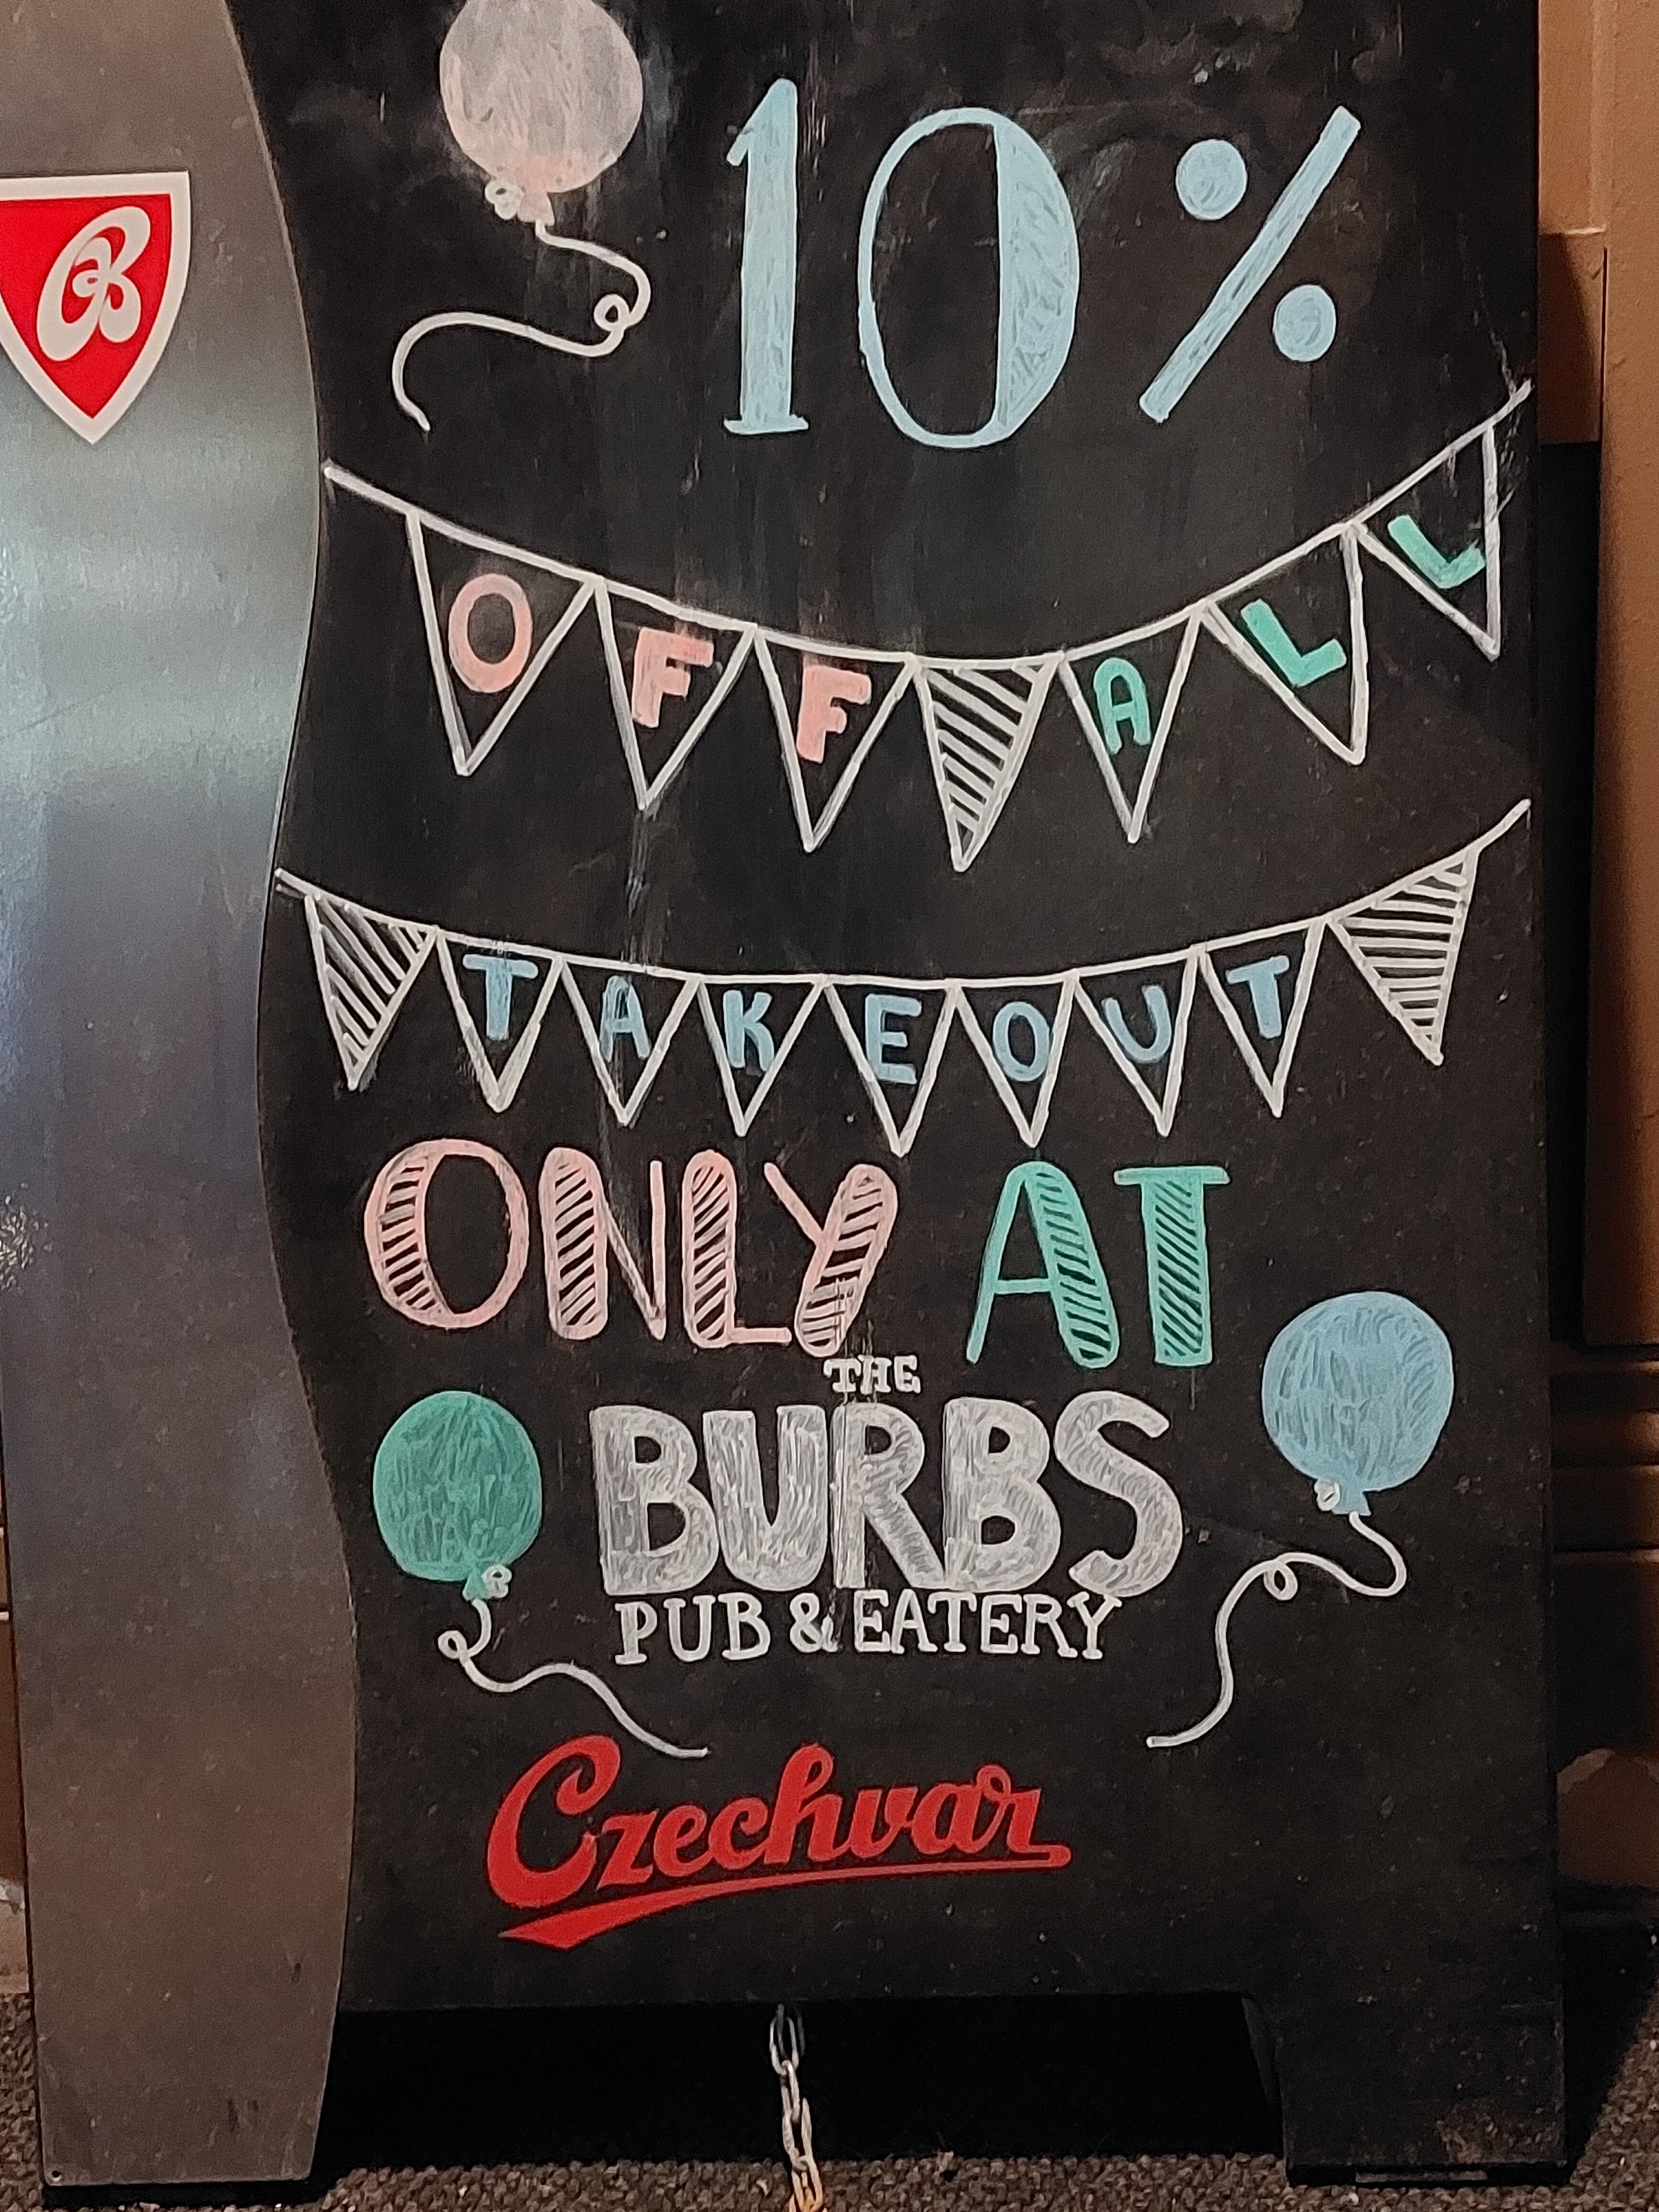 10%
OFF ALL
TAKEOUT
ONLY AT
THE
BURBS
PUB & EATERY
Czechvar
B